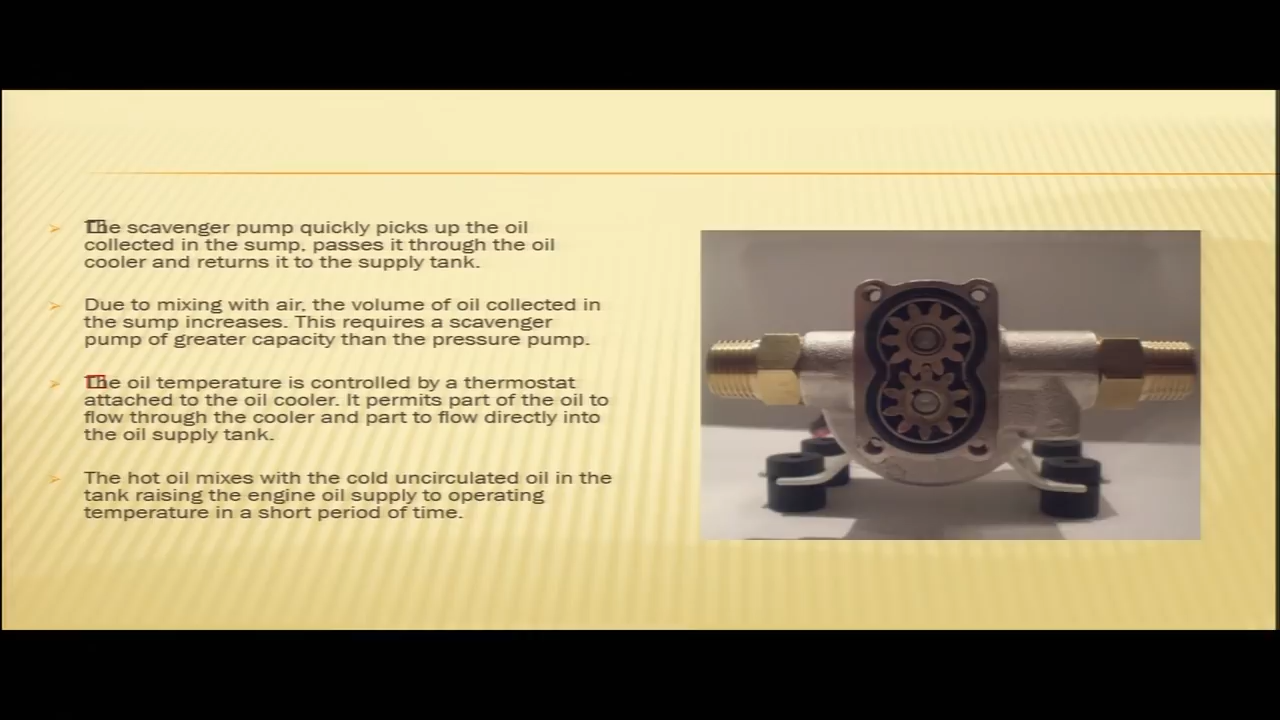 The scavenger pump quickly picks up the oil
collected in the sump, passes it through the oil
cooler and returns it to the supply tank.
Due to mixing with air, the volume of oil collected in
the sump increases. This requires a scavenger
pump of greater capacity than the pressure pump.
The oil temperature is controlled by a thermostat
attached to the oil cooler. It permits part of the oil to
flow through the cooler and part to flow directly into
the oil supply tank.
The hot oil mixes with the cold uncirculated oil in the
tank raising the engine oil supply to operating
temperature in a short period of time.